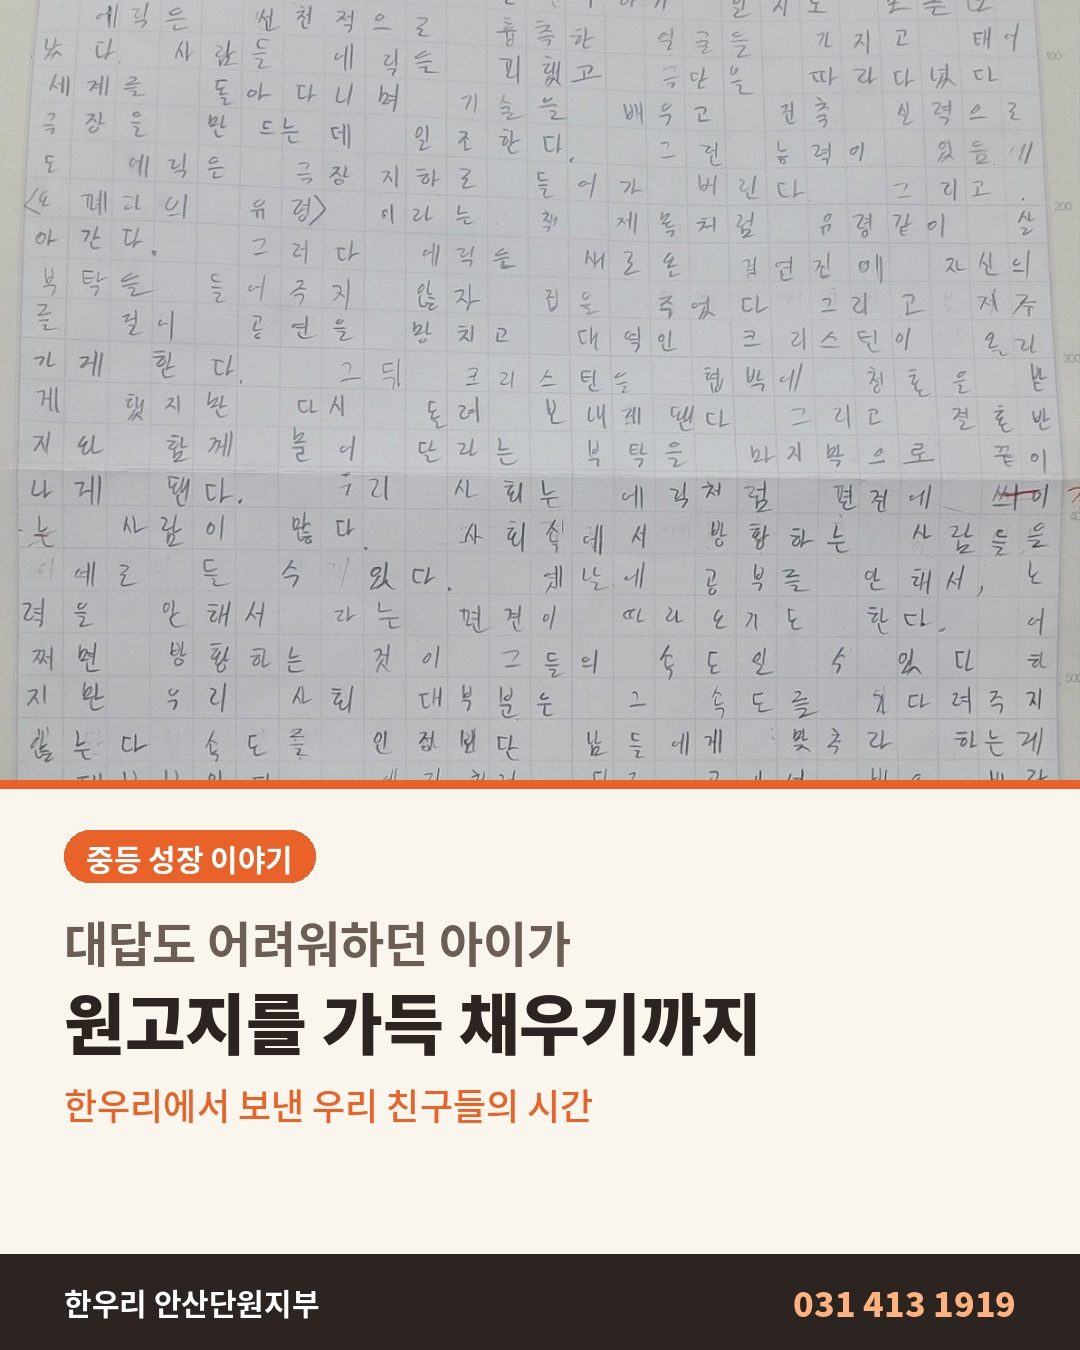 에릭은 선천적으로 흉측한 얼굴을 가지고 태어
났다. 사람들 에릭을 피했고 극단을 따라다녔다
세계를 돌아다니며 기술을 배우고 건축 실력으로
극장을 만드는데 일조한다. 그런 능력이 있음에
도 에릭은 극장 지하로 들어가 버린다 그리고
<오페라의 유령>이라는 책 제목처럼 유령같이 살
아간다. 그러다 에릭은 새로온 연진에 자신의
부탁을 들어주지 않자 을 죽였다 그리고 저주
를 걸어 공연을 망치고 대역인 크리스틴이 올라
가게 한다. 그 뒤 크리스틴을 협박에 청혼을 받
게 했지만 다시 돌려보내게 됐다 그리고 결혼반
지와 함께 묻어 달라는 부탁을 마지막으로 끝이
나게 됐다. 우리 사회는 에릭처럼 편견에 쌓이
는 사람이 많다. 사회속에서 방황하는 사람들을
예로 들 수 있다. 옛날에 공부를 안해서, 노
력을 안해서 라는 편견이 따라오기도 한다. 어
쩌면 방황하는 것이 그들의 속도일 수 있다 하
지만 우리 사회 대부분는 그 속도를 기다려주지
않는다 속도를 인정보단 남들에게 맞추라 하는데
중등 성장 이야기
대답도 어려워하던 아이가
원고지를 가득 채우기까지
한우리에서 보낸 우리 친구들의 시간
한우리 안산단원지부
031 413 1919